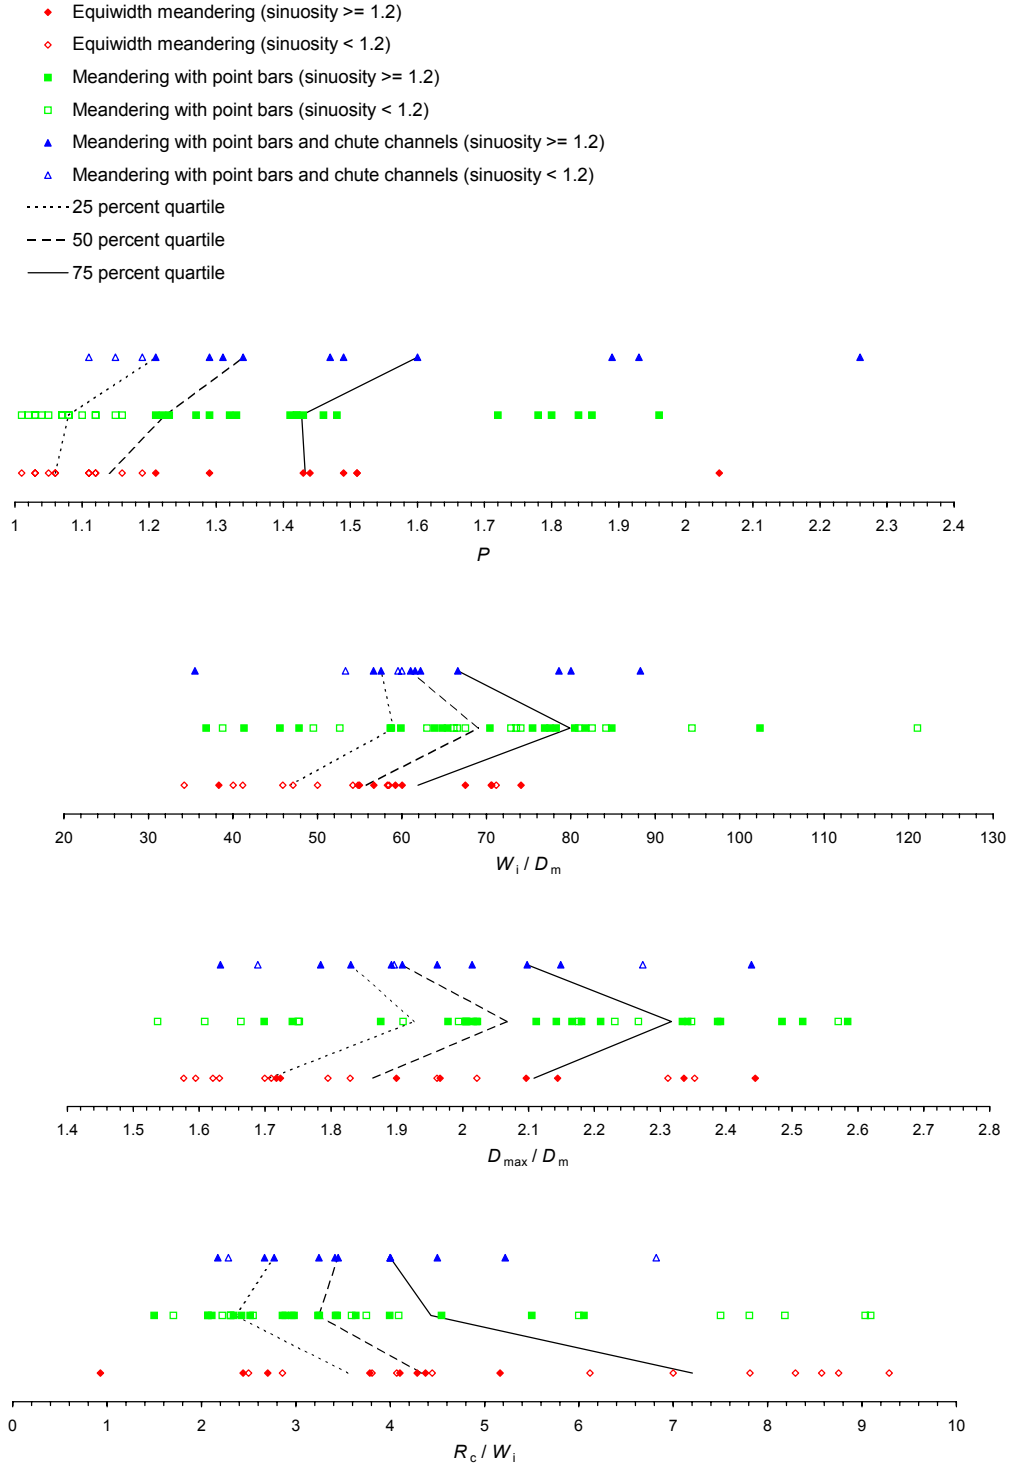 Equiwidth meandering (sinuosity >= 1.2)
Equiwidth meandering (sinuosity < 1.2)
Meandering with point bars (sinuosity >= 1.2)
Meandering with point bars (sinuosity < 1.2)
Meandering with point bars and chute channels (sinuosity >= 1.2)
Meandering with point bars and chute channels (sinuosity < 1.2)
25 percent quartile
50 percent quartile
75 percent quartile
1 1.1 1.2 1.3 1.4 1.5 1.6 1.7 1.8 1.9 2 2.1 2.2 2.3 2.4
P
20 30 40 50 60 70 80 90 100 110 120 130
W i / D m
1.4 1.5 1.6 1.7 1.8 1.9 2 2.1 2.2 2.3 2.4 2.5 2.6 2.7 2.8
D max / D m
0 1 2 3 4 5 6 7 8 9 10
R c / W i